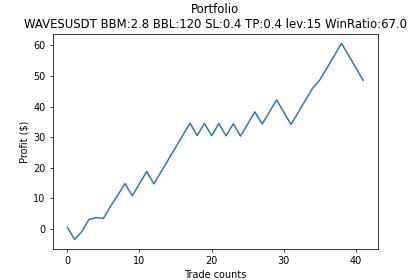 Portfolio
WAVESUSDT BBM:2.8 BBL:120 SL:0.4 TP:0.4 lev:15 WinRatio:67.0
60
50
40
30
20
10
0
Profit ($)
0 10 20 30 40
Trade counts